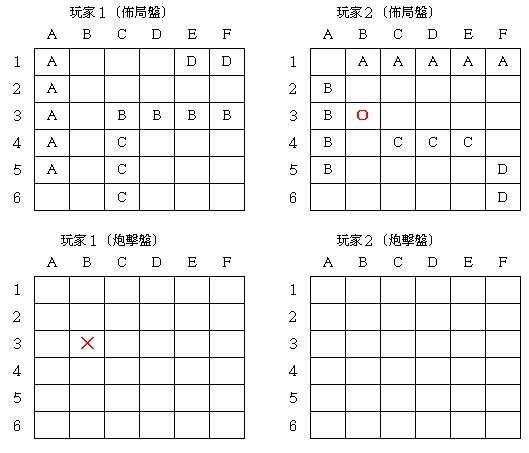 玩家1〔佈局盤〕 玩家2〔佈局盤〕
A B C D E F A B C D E F
1 A D D 1 A A A A A
2 A 2 B
3 A B B B B 3 B O
4 A C 4 B C C C
5 A C 5 B D
6 C 6 D
玩家1〔炮擊盤〕 玩家2〔炮擊盤〕
A B C D E F A B C D E F
1 1
2 2
3 × 3
4 4
5 5
6 6